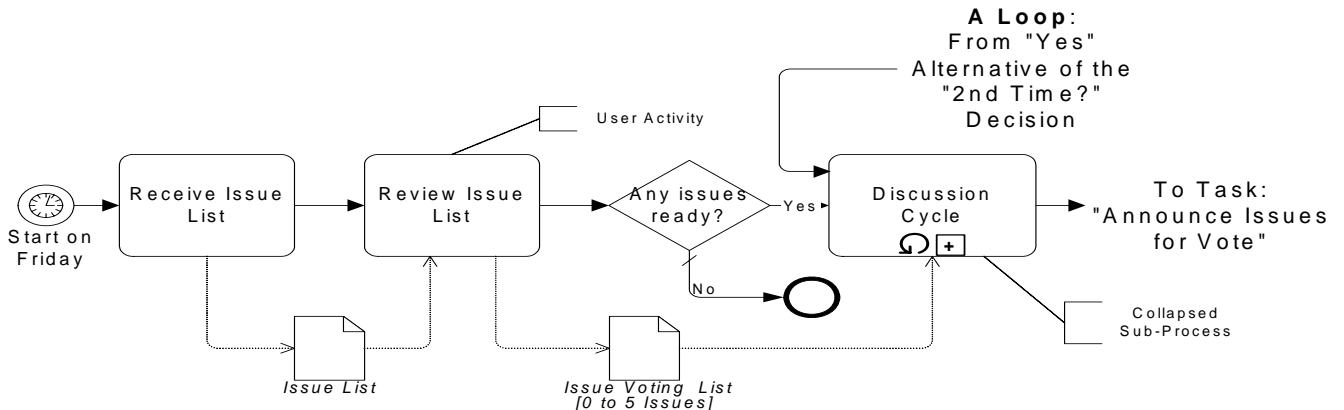 A Loop:
From "Yes"
Alternative of the
"2nd Time?"
Decision
User Activity
Start on
Friday
Receive Issue
List
Review Issue
List
Any issues
ready?
Yes
No
Discussion
Cycle
+
To Task:
"Announce Issues
for Vote"
Collapsed
Sub-Process
Issue List
Issue Voting List
[0 to 5 Issues]